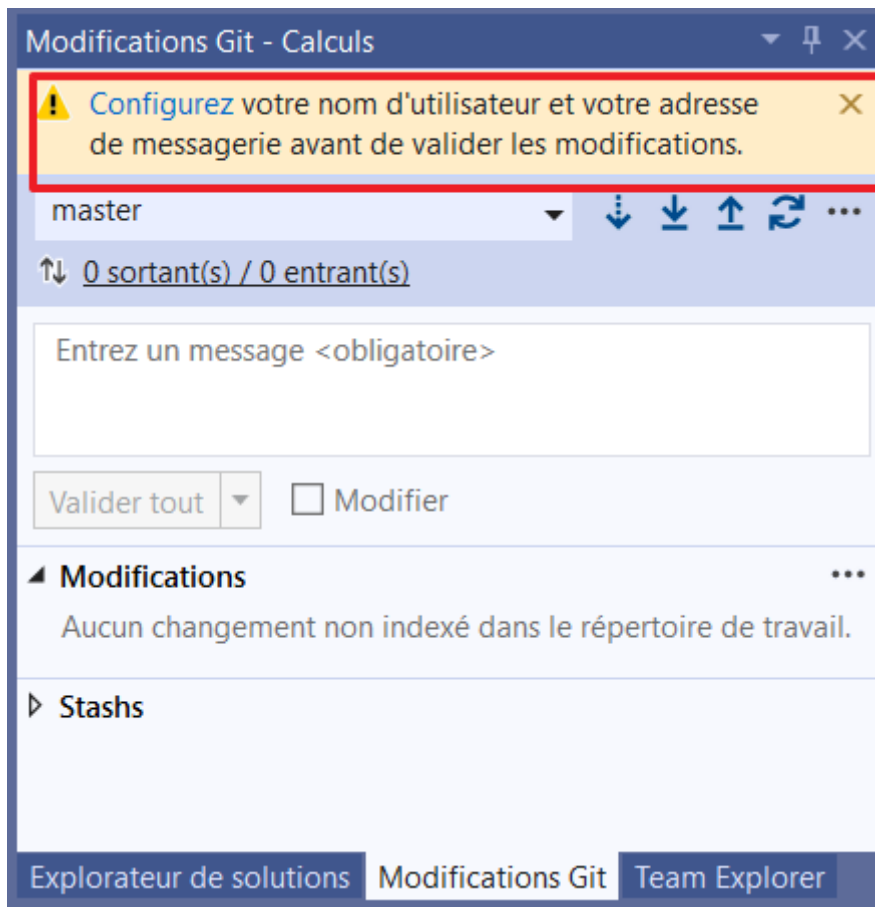 Modifications Git - Calculs
Configurez votre nom d'utilisateur et votre adresse
de messagerie avant de valider les modifications.
master
0 sortant(s) / 0 entrant(s)
Entrez un message <obligatoire>
Valider tout
Modifier
Modifications
Aucun changement non indexé dans le répertoire de travail.
Stashs
Explorateur de solutions Modifications Git Team Explorer